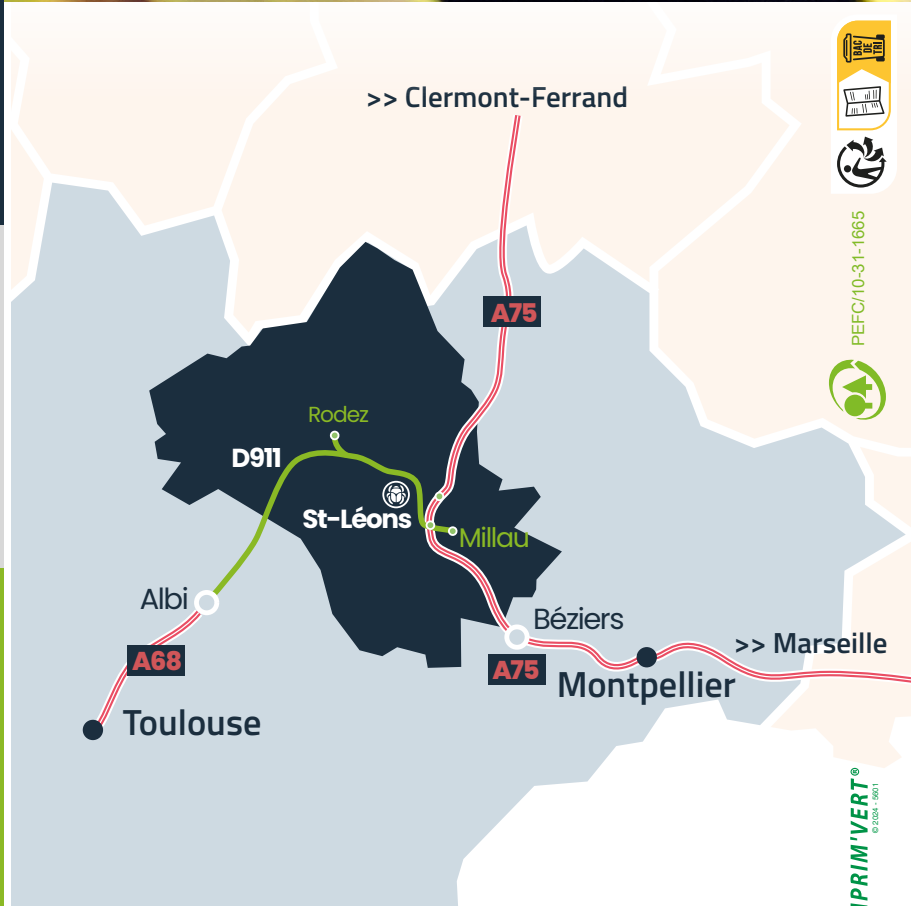 >> Clermont-Ferrand
BAC
DE
TRI
PEFC/10-31-1665
A75
Rodez
D911
St-Léons
Millau
Albi
Béziers
A68
A75
>> Marseille
Montpellier
Toulouse
PRIM'VERT®
© 2024 - 5601